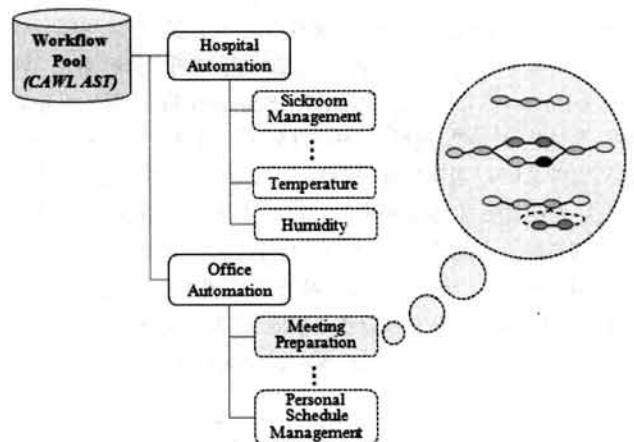 Workflow
Pool
(CAWL AST)
Hospital
Automation
Sickroom
Management
Temperature
Humidity
Office
Automation
Meeting
Preparation
Personal
Schedule
Management